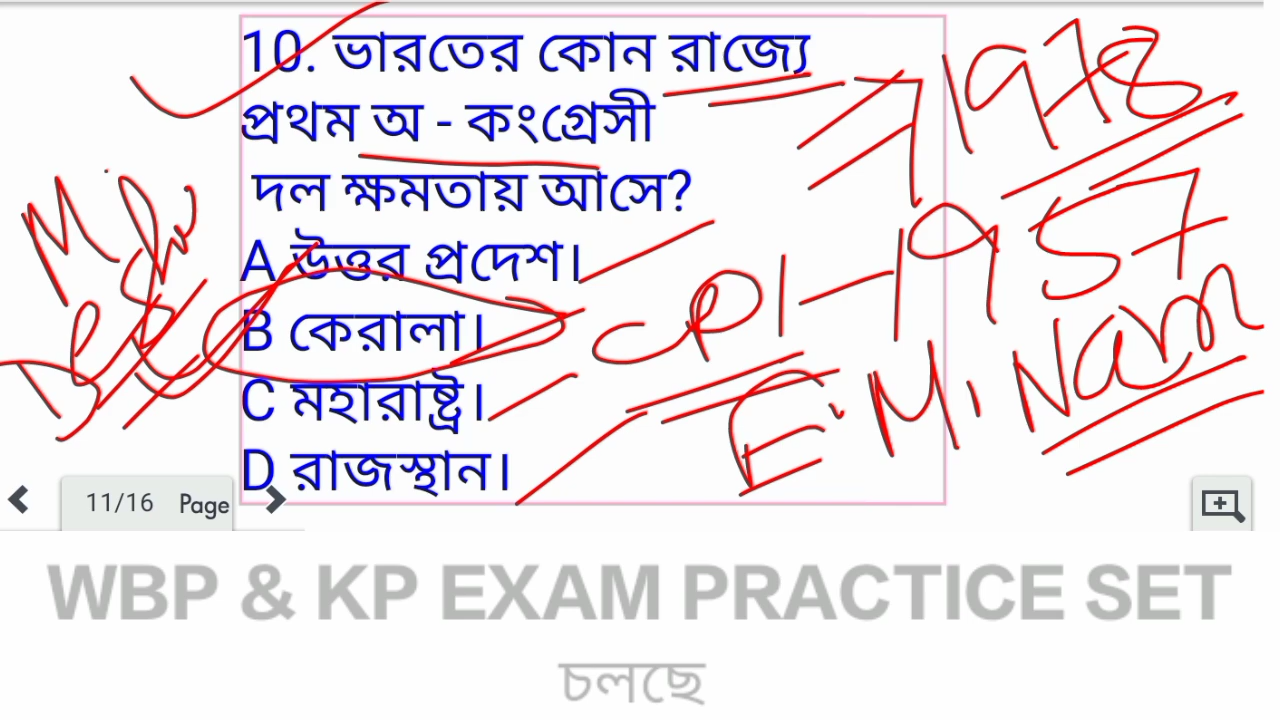 10. ভারতের কোন রাজ্যে
প্রথম অ - কংগ্রেসী
দল ক্ষমতায় আসে?
A উত্তর প্রদেশ।
B কেরালা।
C মহারাষ্ট্র।
D রাজস্থান।
1978
CPI - 1957
E. M. Nam
11/16 Page
WBP & KP EXAM PRACTICE SET
চলছে